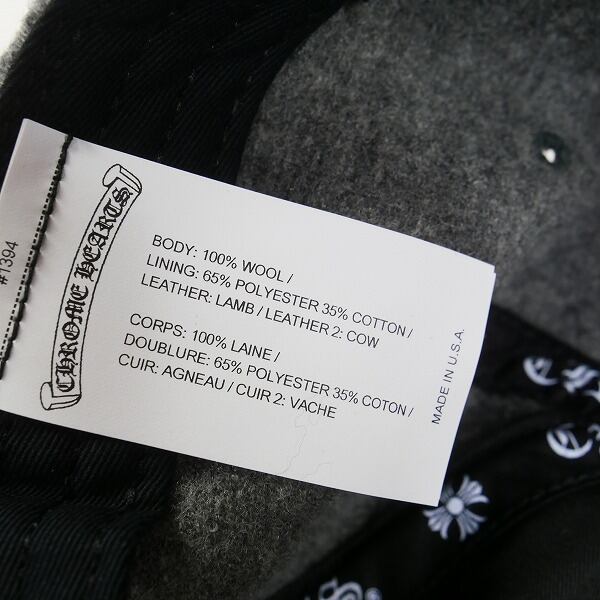 #1394
CHROME HEARTS
BODY: 100% WOOL /
LINING: 65% POLYESTER 35% COTTON /
LEATHER: LAMB / LEATHER 2: COW
CORPS: 100% LAINE /
DOUBLURE: 65% POLYESTER 35% COTON /
CUIR: AGNEAU / CUIR 2: VACHE
MADE IN U.S.A.